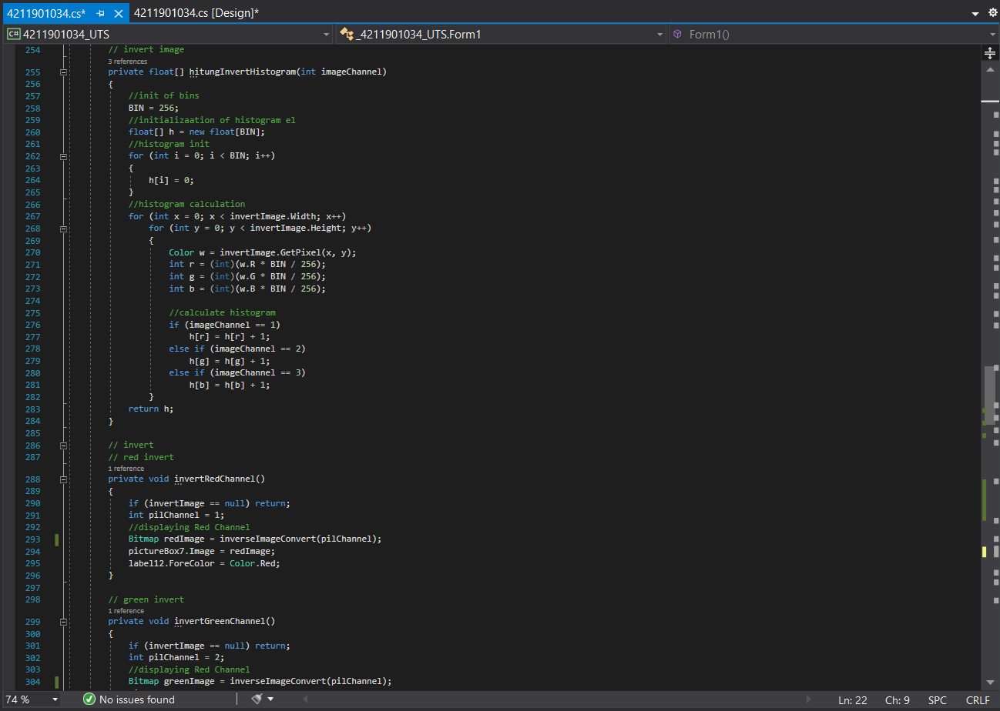 4211901034.cs*
4211901034.cs [Design]*
C# 4211901034_UTS
_4211901034_UTS.Form1
Form1()
254 // invert image
3 references
255 private float[] hitungInvertHistogram(int imageChannel)
256 {
257 //init of bins
258 BIN = 256;
259 //initializaation of histogram el
260 float[] h = new float[BIN];
261 //histogram init
262 for (int i = 0; i < BIN; i++)
263 {
264 h[i] = 0;
265 }
266 //histogram calculation
267 for (int x = 0; x < invertImage.Width; x++)
268 for (int y = 0; y < invertImage.Height; y++)
269 {
270 Color w = invertImage.GetPixel(x, y);
271 int r = (int)(w.R * BIN / 256);
272 int g = (int)(w.G * BIN / 256);
273 int b = (int)(w.B * BIN / 256);
274
275 //calculate histogram
276 if (imageChannel == 1)
277 h[r] = h[r] + 1;
278 else if (imageChannel == 2)
279 h[g] = h[g] + 1;
280 else if (imageChannel == 3)
281 h[b] = h[b] + 1;
282 }
283 return h;
284 }
285
286 // invert
287 // red invert
1 reference
288 private void invertRedChannel()
289 {
290 if (invertImage == null) return;
291 int pilChannel = 1;
292 //displaying Red Channel
293 Bitmap redImage = inverseImageConvert(pilChannel);
294 pictureBox7.Image = redImage;
295 label12.ForeColor = Color.Red;
296 }
297
298 // green invert
1 reference
299 private void invertGreenChannel()
300 {
301 if (invertImage == null) return;
302 int pilChannel = 2;
303 //displaying Red Channel
304 Bitmap greenImage = inverseImageConvert(pilChannel);
74 %
No issues found
Ln: 22
Ch: 9
SPC
CRLF